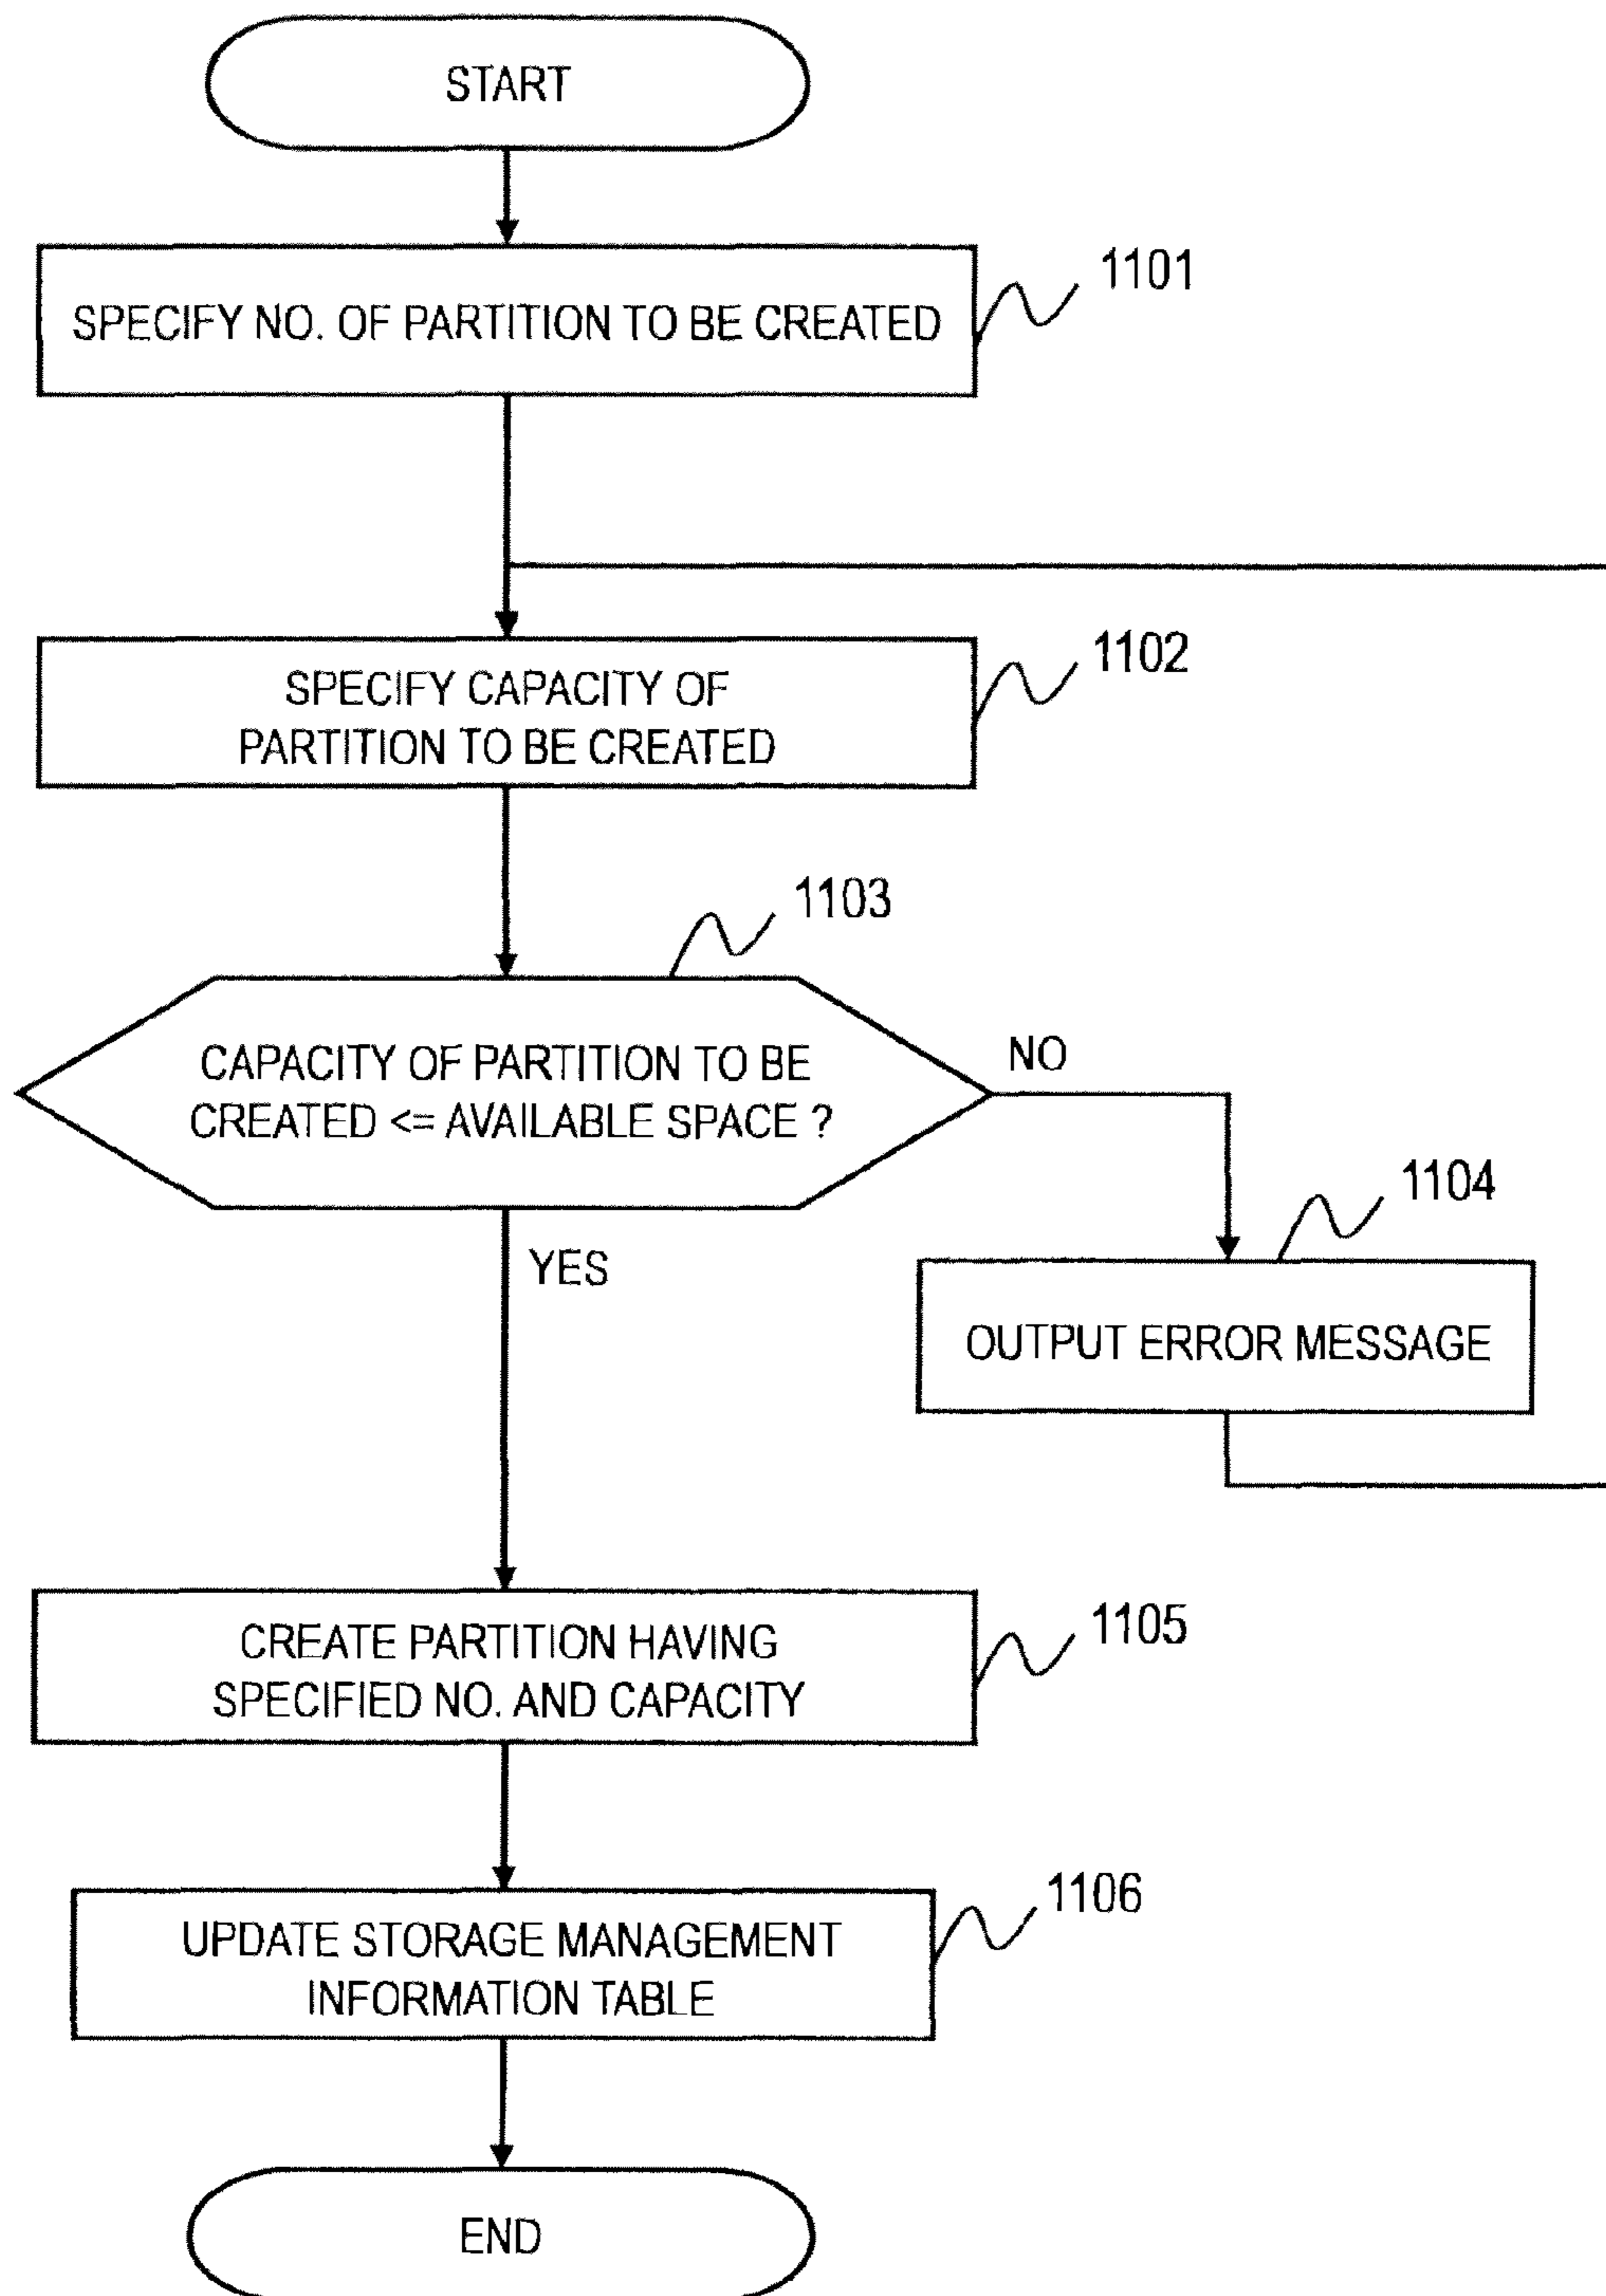 START
1101
SPECIFY NO. OF PARTITION TO BE CREATED
1102
SPECIFY CAPACITY OF
PARTITION TO BE CREATED
1103
CAPACITY OF PARTITION TO BE
CREATED <= AVAILABLE SPACE ?
NO
YES
1104
OUTPUT ERROR MESSAGE
1105
CREATE PARTITION HAVING
SPECIFIED NO. AND CAPACITY
1106
UPDATE STORAGE MANAGEMENT
INFORMATION TABLE
END